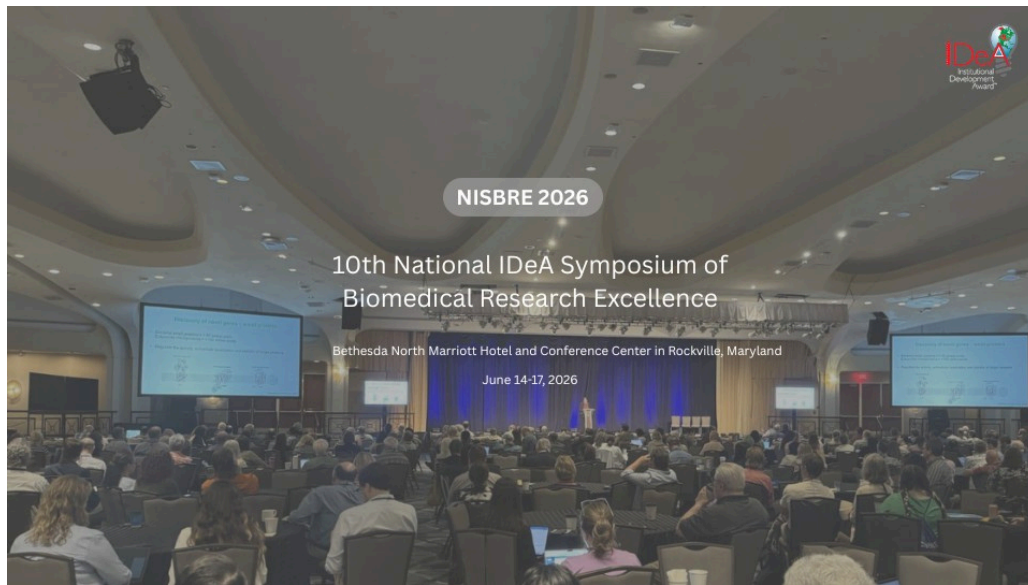 IDeA
Institutional
Development
Award
NISBRE 2026
10th National IDeA Symposium of
Biomedical Research Excellence
Bethesda North Marriott Hotel and Conference Center in Rockville, Maryland
June 14-17, 2026